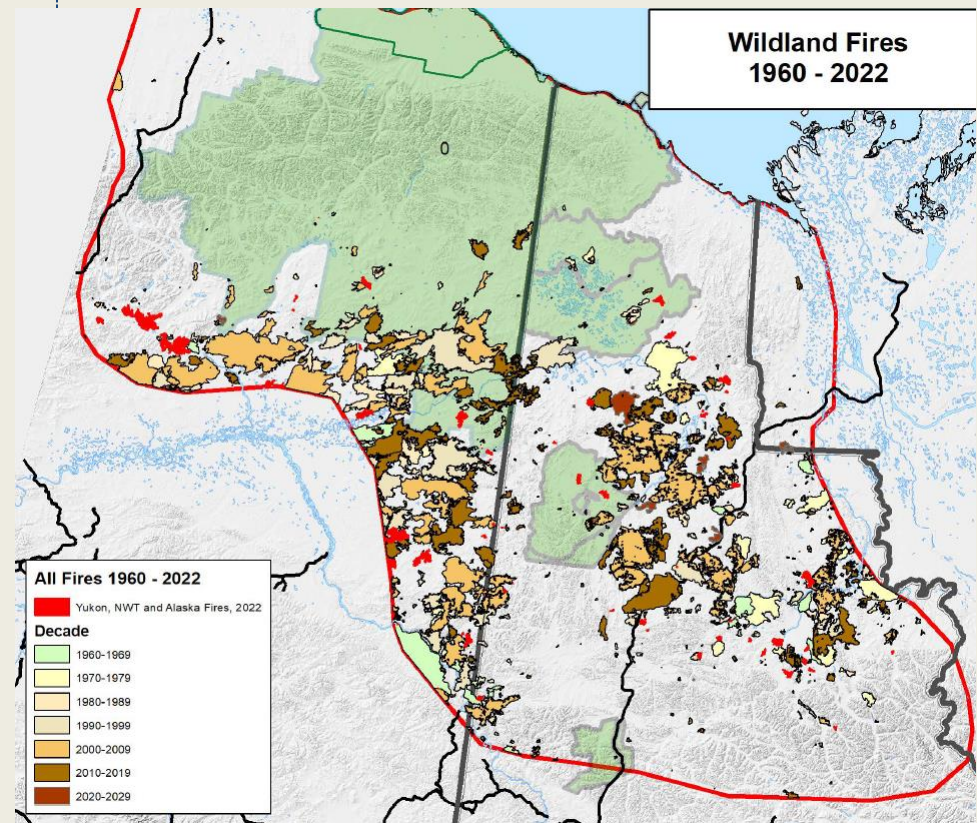 Wildland Fires
1960 - 2022
0
All Fires 1960 - 2022
Yukon, NWT and Alaska Fires, 2022
Decade
1960-1969
1970-1979
1980-1989
1990-1999
2000-2009
2010-2019
2020-2029